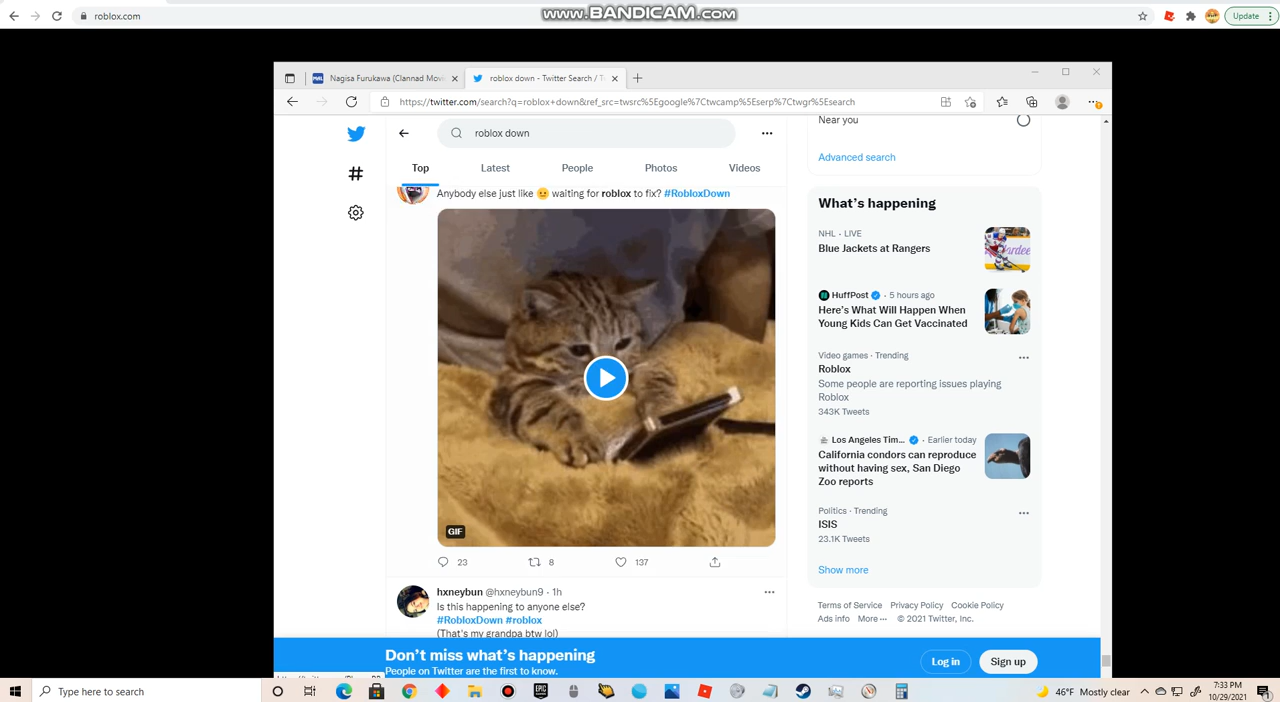 roblox.com
www.BANDICAM.com
Update
Nagisa Furukawa (Clannad Movi
roblox down - Twitter Search / T
https://twitter.com/search?q=roblox+down&ref_src=twsrc%5Egoogle%7Ctwcamp%5Eserp%7Ctwgr%5Esearch
roblox down
Top
Latest
People
Photos
Videos
Anybody else just like 😐 waiting for roblox to fix? #RobloxDown
GIF
23
8
137
hxneybun @hxneybun9 · 1h
Is this happening to anyone else?
#RobloxDown #roblox
(That's my grandpa btw lol)
Near you
Advanced search
What's happening
NHL · LIVE
Blue Jackets at Rangers
HuffPost · 5 hours ago
Here's What Will Happen When
Young Kids Can Get Vaccinated
Video games · Trending
Roblox
Some people are reporting issues playing
Roblox
343K Tweets
Los Angeles Tim... · Earlier today
California condors can reproduce
without having sex, San Diego
Zoo reports
Politics · Trending
ISIS
23.1K Tweets
Show more
Terms of Service Privacy Policy Cookie Policy
Ads info More ··· © 2021 Twitter, Inc.
Don't miss what's happening
People on Twitter are the first to know.
Log in
Sign up
Type here to search
EPIC
46°F Mostly clear
7:33 PM
10/29/2021